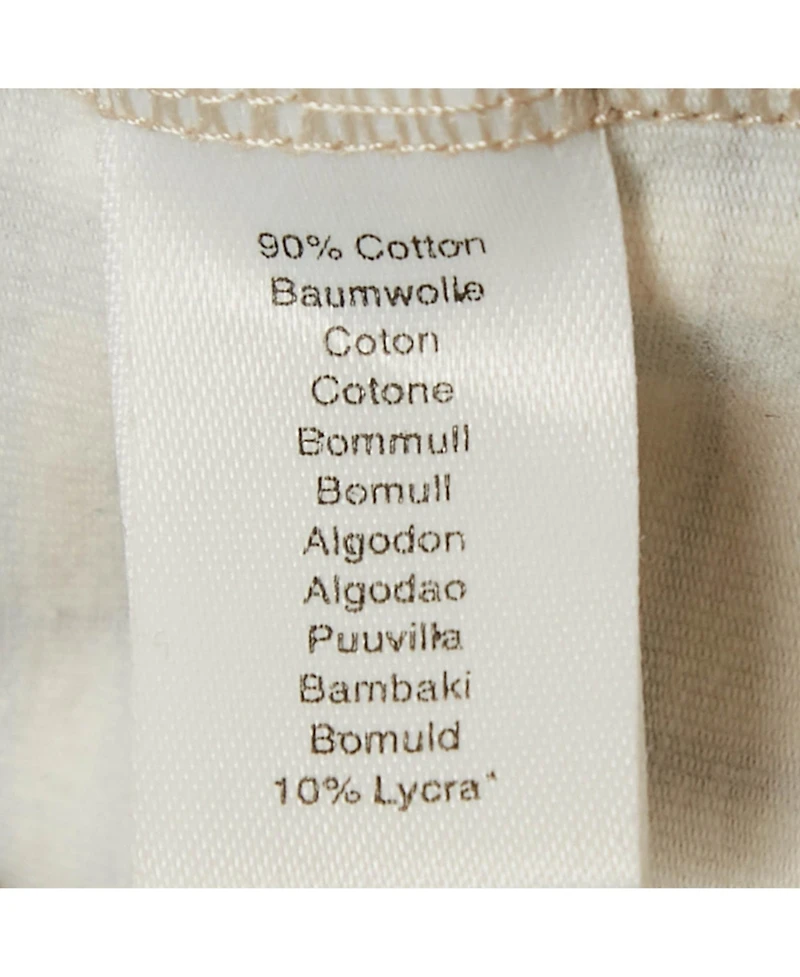 90% Cotton
Baumwolle
Coton
Cotone
Bommull
Bomull
Algodon
Algodao
Puuvilla
Bambaki
Bomuld
10% Lycra*